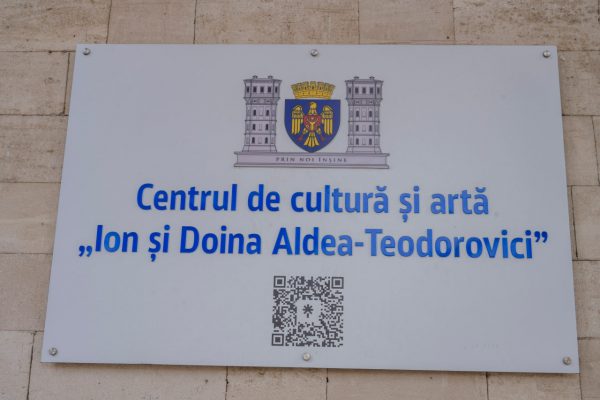 PRIN NOI ÎNȘINE
Centrul de cultură și artă
„Ion și Doina Aldea-Teodorovici”